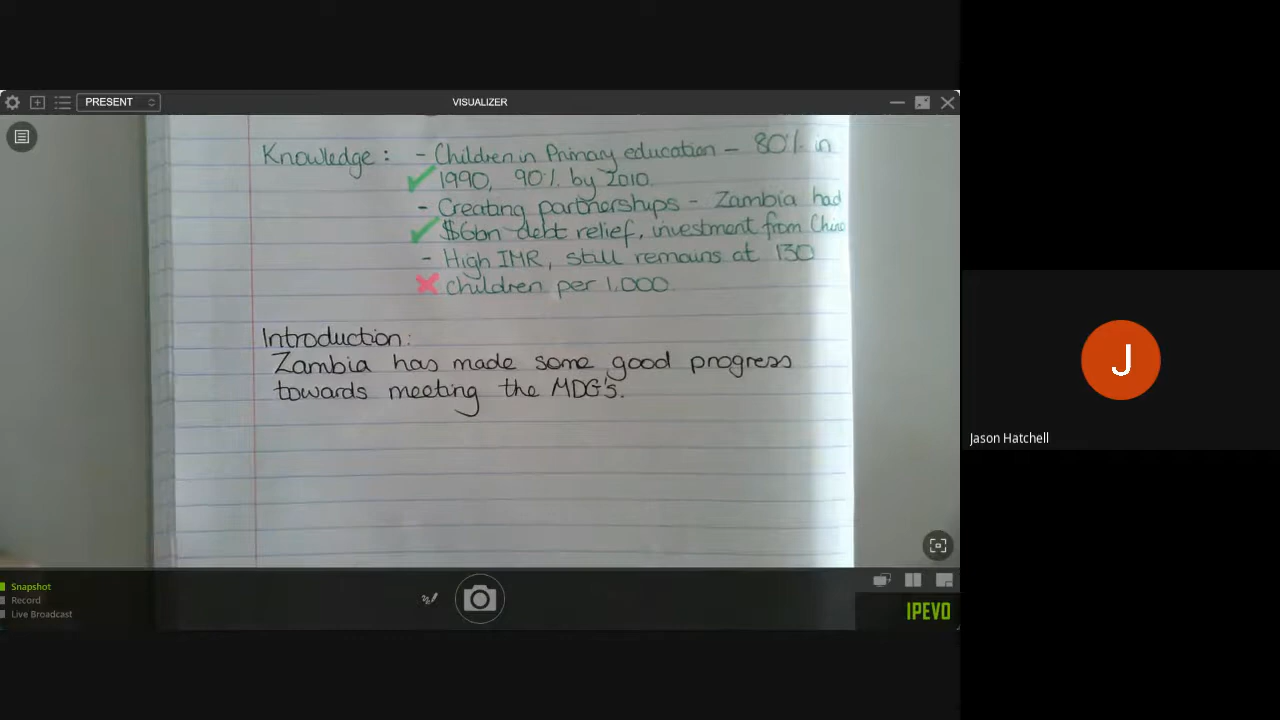 PRESENT
VISUALIZER
Knowledge : - Children in Primary education - 80% in
1990, 90% by 2010.
- Creating partnerships - Zambia had
$6bn debt relief, investment from China
- High IMR, still remains at 130
children per 1,000.
Introduction:
Zambia has made some good progress
towards meeting the MDG's.
J
Jason Hatchell
Snapshot
Record
Live Broadcast
IPEVO